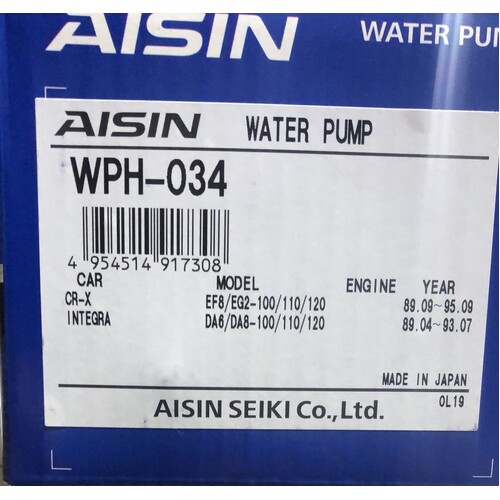 AISIN WATER PUM
AISIN WATER PUMP
WPH-034
4 954514 917308
CAR MODEL ENGINE YEAR
CR-X EF8/EG2-100/110/120 89.09~95.09
INTEGRA DA6/DA8-100/110/120 89.04~93.07
MADE IN JAPAN
0L19
AISIN SEIKI Co.,Ltd.